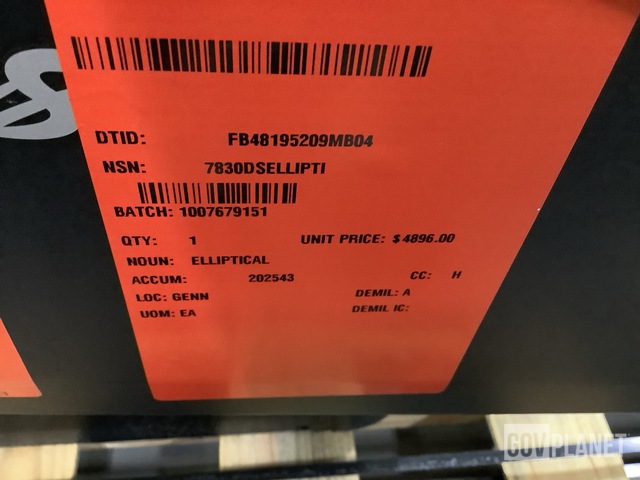 DTID: FB48195209MB04
NSN: 7830DSELLIPTI
BATCH: 1007679151
QTY: 1 UNIT PRICE: $4896.00
NOUN: ELLIPTICAL
ACCUM: 202543 CC: H
LOC: GENN DEMIL: A
UOM: EA DEMIL IC:
GOVPLANET